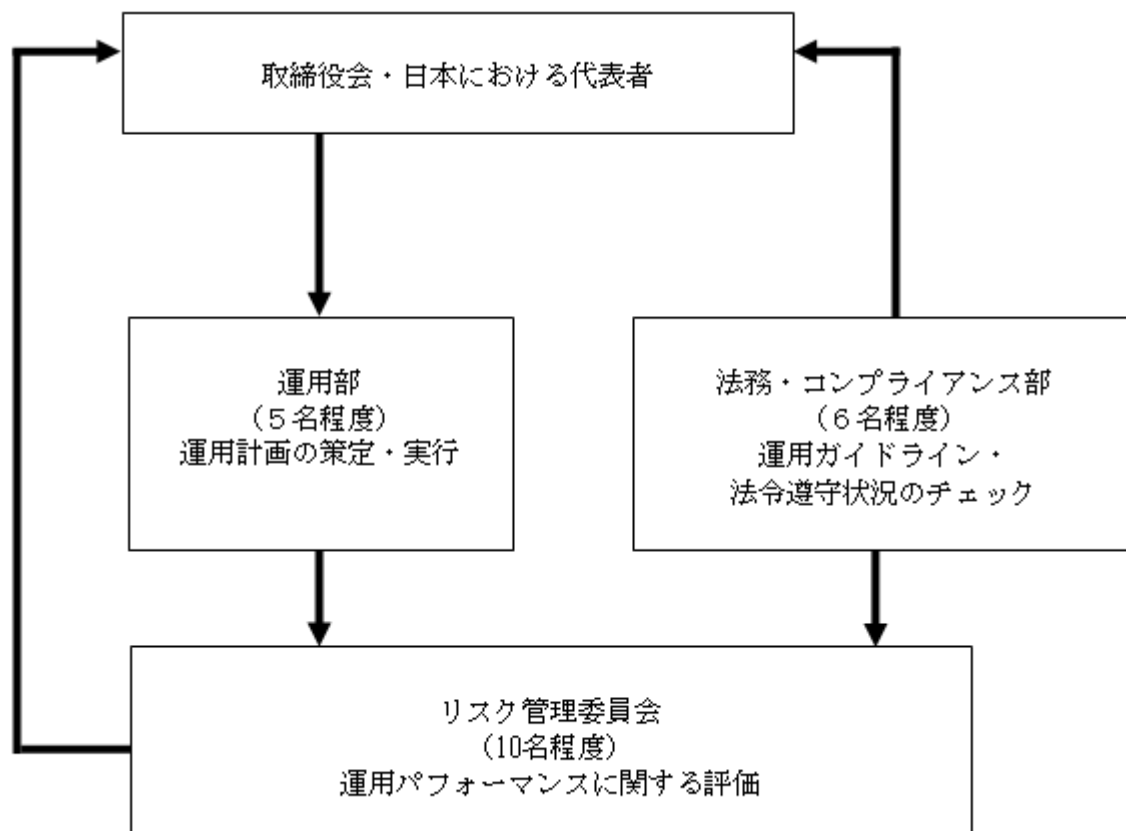 取締役会・日本における代表者
運用部
（５名程度）
運用計画の策定・実行
法務・コンプライアンス部
（６名程度）
運用ガイドライン・
法令遵守状況のチェック
リスク管理委員会
（10名程度）
運用パフォーマンスに関する評価